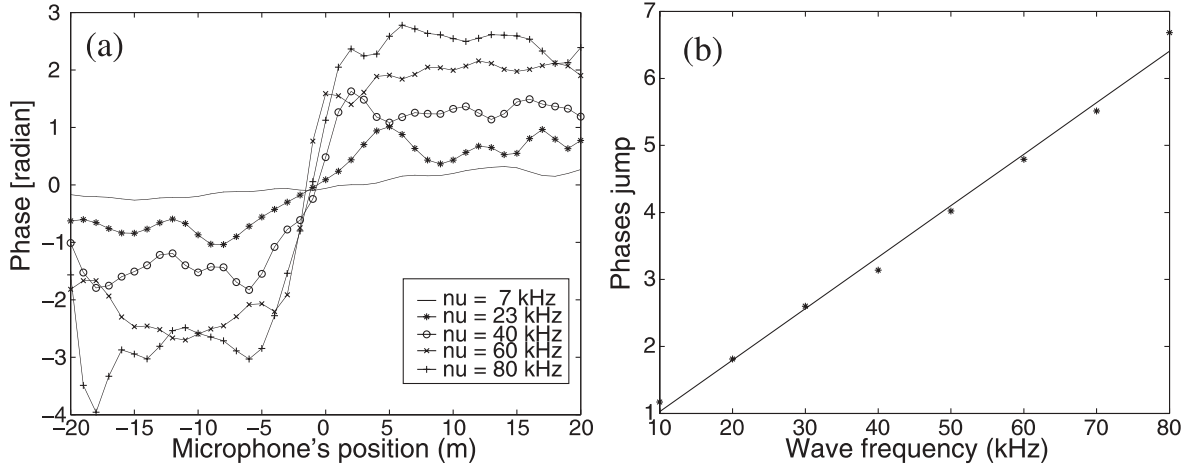 3
2
1
0
−1
−2
−3
−4
Phase [radian]
(a)
nu = 7 kHz
nu = 23 kHz
nu = 40 kHz
nu = 60 kHz
nu = 80 kHz
−20 −15 −10 −5 0 5 10 15 20
Microphone's position (m)
7
6
5
4
3
2
1
Phases jump
(b)
10 20 30 40 50 60 70 80
Wave frequency (kHz)